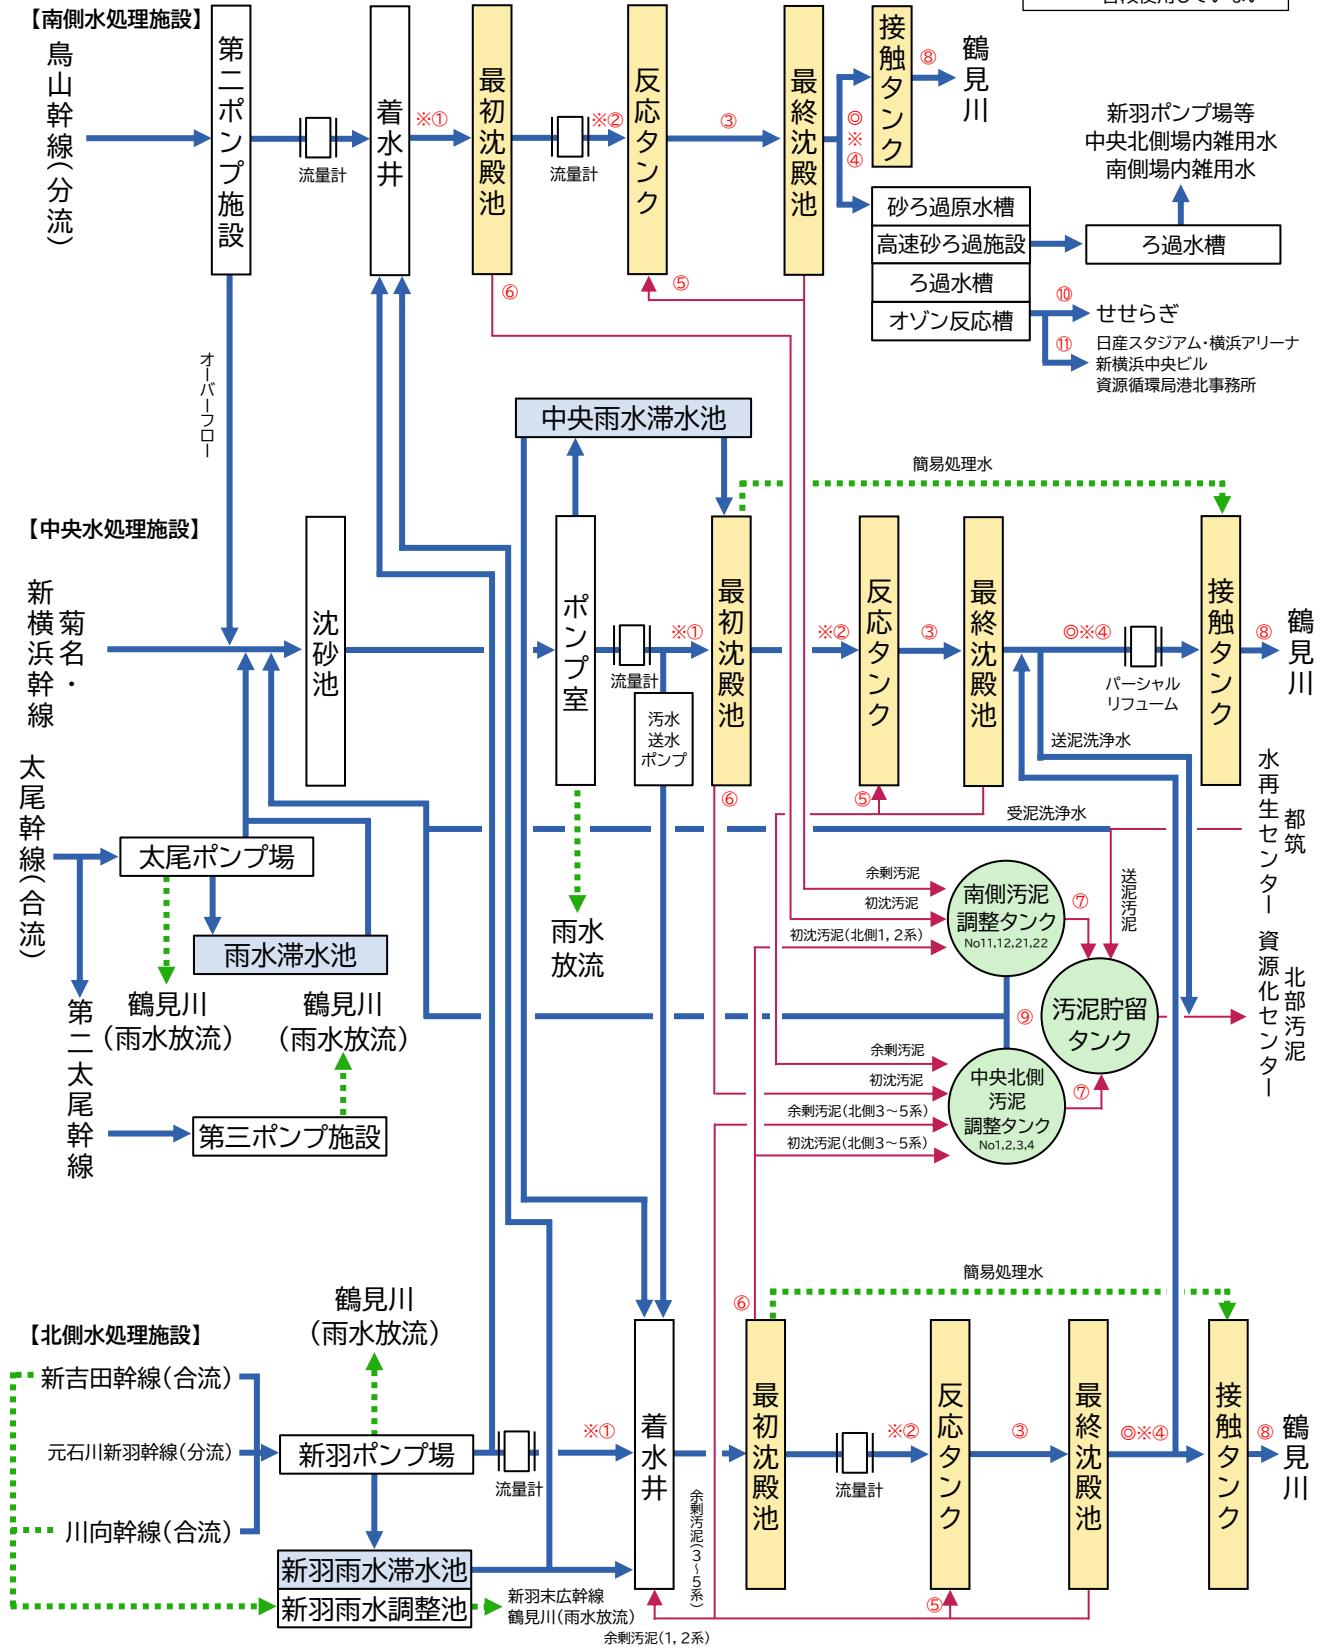 【南側水処理施設】
鳥山幹線(分流)
第二ポンプ施設
流量計
着水井
※①
最初沈殿池
流量計
※②
反応タンク
③
最終沈殿池
◎※④
接触タンク
⑧
鶴見川
砂ろ過原水槽
高速砂ろ過施設
ろ過水槽
オゾン反応槽
新羽ポンプ場等
中央北側場内雑用水
南側場内雑用水
ろ過水槽
⑩
せせらぎ
⑪
日産スタジアム・横浜アリーナ
新横浜中央ビル
資源循環局港北事務所
⑤
⑥
オーバーフロー
中央雨水滞水池
簡易処理水
【中央水処理施設】
菊名・
新横浜幹線
沈砂池
ポンプ室
流量計
※①
汚水
送水
ポンプ
最初沈殿池
※②
反応タンク
③
最終沈殿池
◎※④
パーシャル
リフューム
接触タンク
⑧
鶴見川
送泥洗浄水
⑥
⑤
受泥洗浄水
太尾幹線(合流)
太尾ポンプ場
雨水滞水池
鶴見川
(雨水放流)
鶴見川
(雨水放流)
第二太尾幹線
第三ポンプ施設
雨水
放流
余剰汚泥
初沈汚泥
初沈汚泥(北側1,2系)
南側汚泥
調整タンク
No11,12,21,22
⑦
送泥汚泥
都筑
水再生センター
汚泥貯留
タンク
北部汚泥
資源化センター
⑨
余剰汚泥
初沈汚泥
余剰汚泥(北側3～5系)
初沈汚泥(北側3～5系)
中央北側
汚泥
調整タンク
No1,2,3,4
⑦
【北側水処理施設】
鶴見川
(雨水放流)
新吉田幹線(合流)
元石川新羽幹線(分流)
川向幹線(合流)
新羽ポンプ場
流量計
※①
着水井
余剰汚泥(3～5系)
⑥
簡易処理水
最初沈殿池
流量計
※②
反応タンク
③
最終沈殿池
◎※④
接触タンク
⑧
鶴見川
新羽雨水滞水池
新羽雨水調整池
新羽末広幹線
鶴見川(雨水放流)
⑤
余剰汚泥(1,2系)